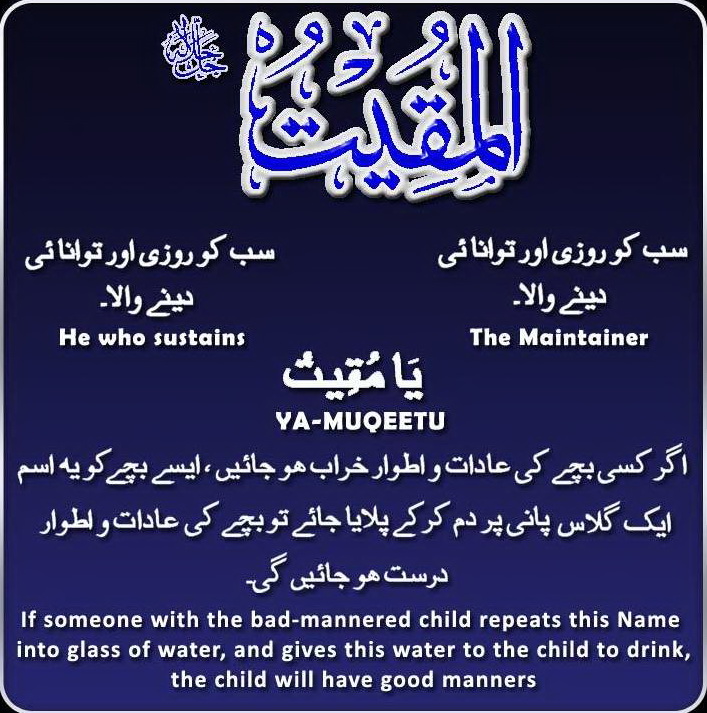 جل جلاله
المقيت
سب کو روزی اور توانائی
دینے والا۔
The Maintainer
سب کو روزی اور توانائی
دینے والا۔
He who sustains
يَا مُقِيتُ
YA-MUQEETU
اگر کسی بچے کی عادات و اطوار خراب ھو جائیں، ایسے بچے کو یہ اسم
ایک گلاس پانی پر دم کرکے پلایا جائے تو بچے کی عادات و اطوار
درست ھو جائیں گی۔
If someone with the bad-mannered child repeats this Name
into glass of water, and gives this water to the child to drink,
the child will have good manners